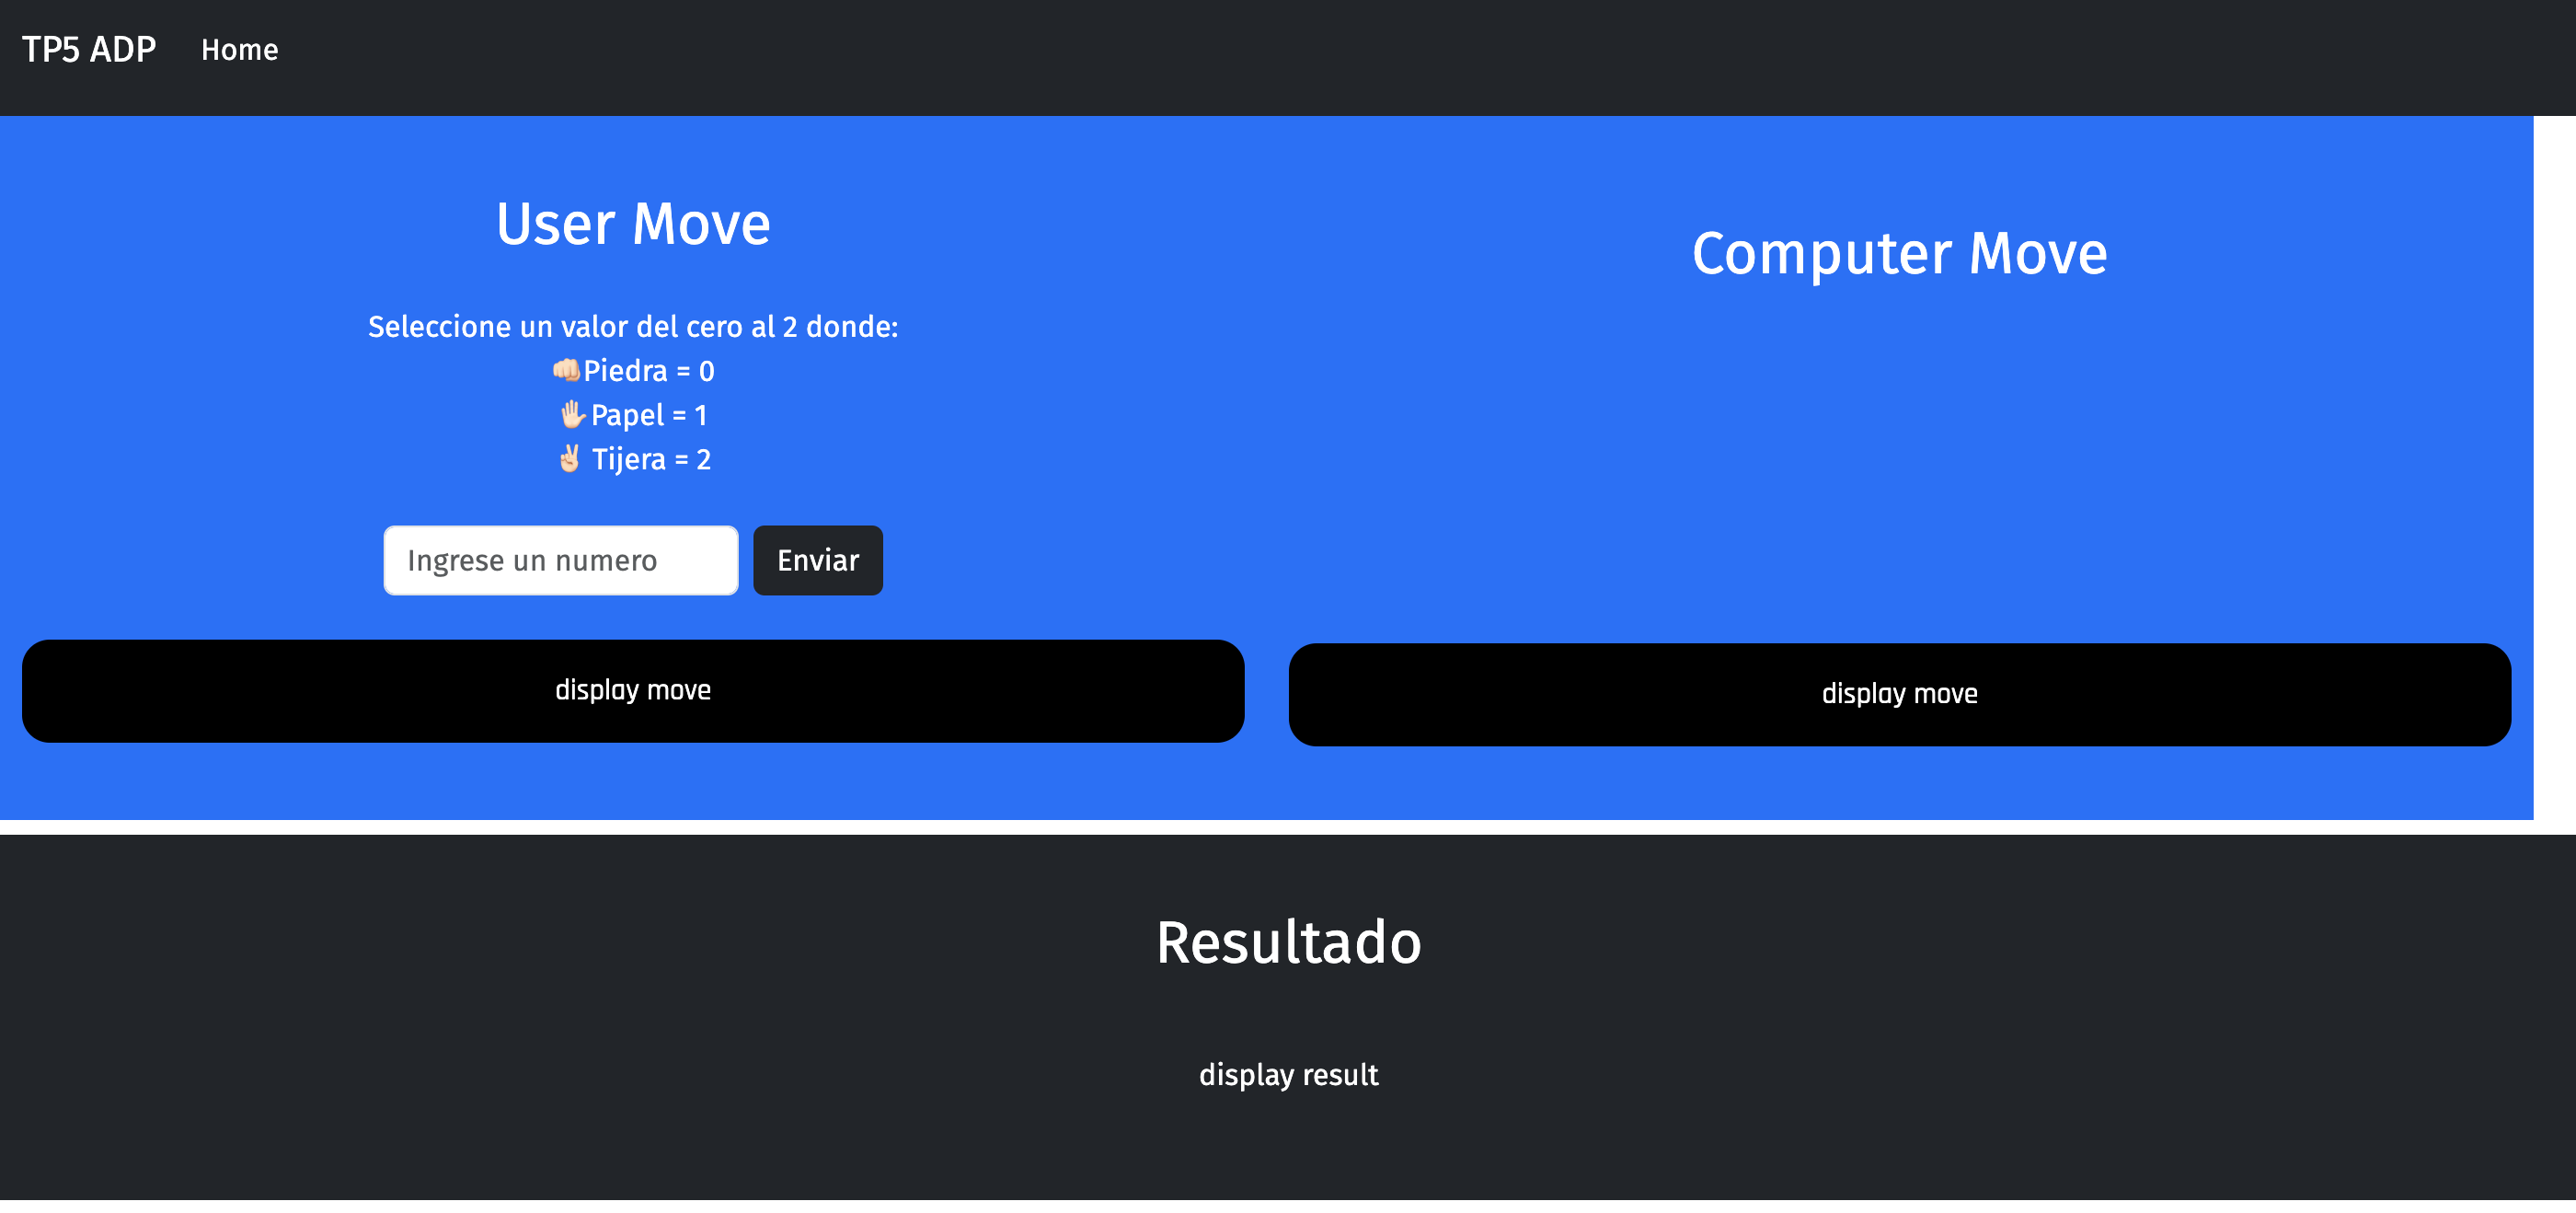 TP5 ADP Home
User Move
Seleccione un valor del cero al 2 donde:
👊🏻Piedra = 0
🖐🏻Papel = 1
✌🏻 Tijera = 2
Ingrese un numero Enviar
display move
Computer Move
display move
Resultado
display result